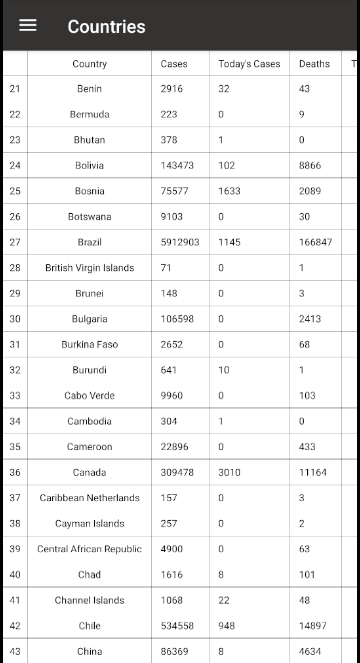 Countries
Country Cases Today's Cases Deaths T
21 Benin 2916 32 43
22 Bermuda 223 0 9
23 Bhutan 378 1 0
24 Bolivia 143473 102 8866
25 Bosnia 75577 1633 2089
26 Botswana 9103 0 30
27 Brazil 5912903 1145 166847
28 British Virgin Islands 71 0 1
29 Brunei 148 0 3
30 Bulgaria 106598 0 2413
31 Burkina Faso 2652 0 68
32 Burundi 641 10 1
33 Cabo Verde 9960 0 103
34 Cambodia 304 1 0
35 Cameroon 22896 0 433
36 Canada 309478 3010 11164
37 Caribbean Netherlands 157 0 3
38 Cayman Islands 257 0 2
39 Central African Republic 4900 0 63
40 Chad 1616 8 101
41 Channel Islands 1068 22 48
42 Chile 534558 948 14897
43 China 86369 8 4634